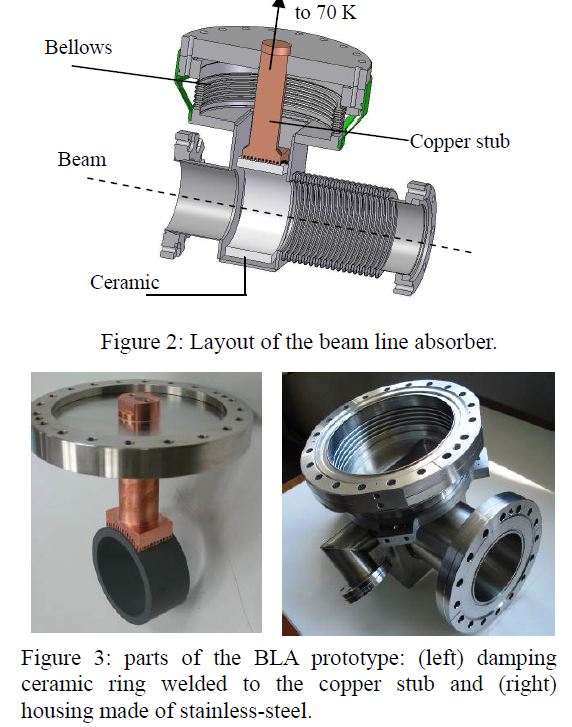 to 70 K
Bellows
Copper stub
Beam
Ceramic
Figure 2: Layout of the beam line absorber.
Figure 3: parts of the BLA prototype: (left) damping
ceramic ring welded to the copper stub and (right)
housing made of stainless-steel.